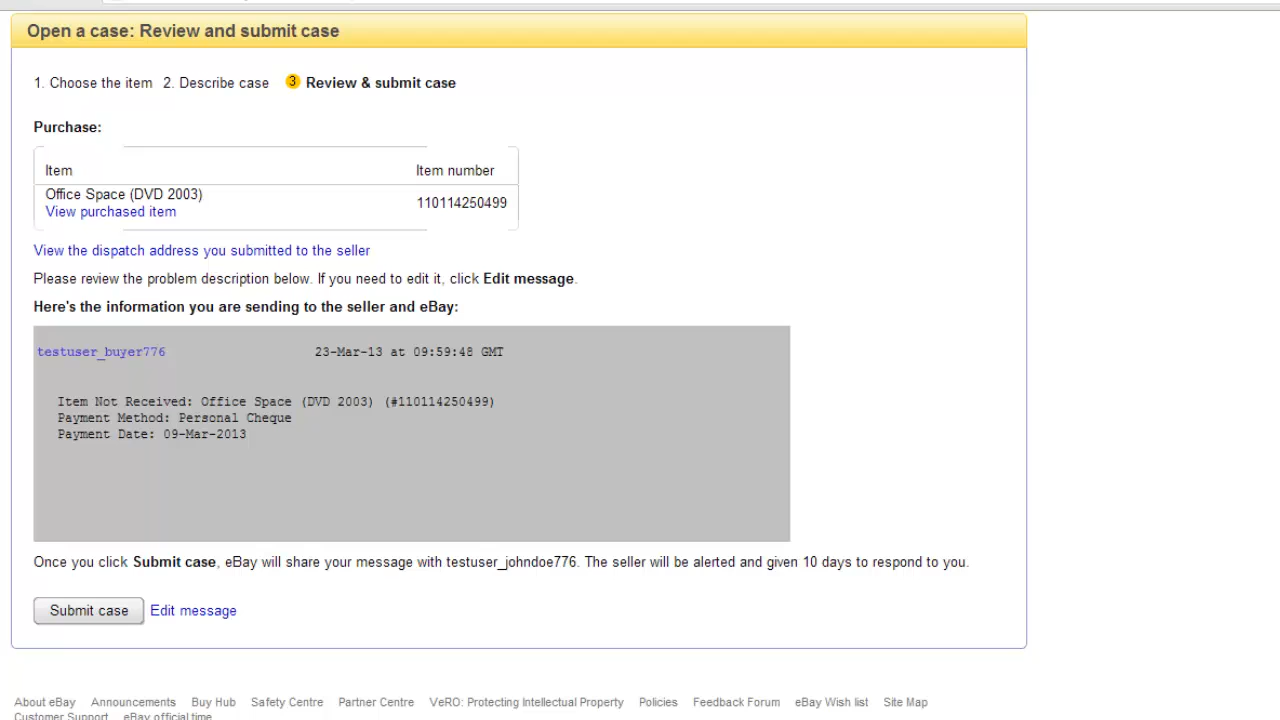 Open a case: Review and submit case
1. Choose the item 2. Describe case 3 Review & submit case
Purchase:
Item Item number
Office Space (DVD 2003)
View purchased item
110114250499
View the dispatch address you submitted to the seller
Please review the problem description below. If you need to edit it, click Edit message.
Here's the information you are sending to the seller and eBay:
testuser_buyer776 23-Mar-13 at 09:59:48 GMT
Item Not Received: Office Space (DVD 2003) (#110114250499)
Payment Method: Personal Cheque
Payment Date: 09-Mar-2013
Once you click Submit case, eBay will share your message with testuser_johndoe776. The seller will be alerted and given 10 days to respond to you.
Submit case Edit message
About eBay Announcements Buy Hub Safety Centre Partner Centre VeRO: Protecting Intellectual Property Policies Feedback Forum eBay Wish list Site Map
Customer Support eBay official time